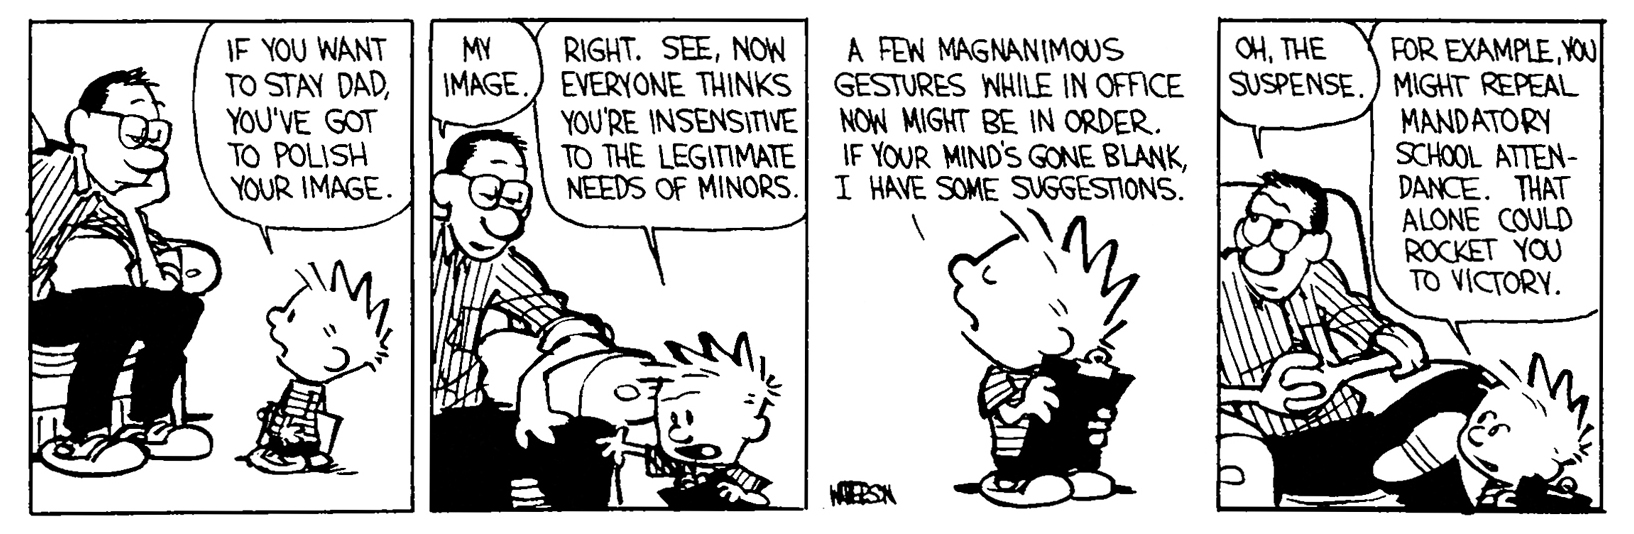 IF YOU WANT
TO STAY DAD,
YOU'VE GOT
TO POLISH
YOUR IMAGE.
MY
IMAGE.
RIGHT. SEE, NOW
EVERYONE THINKS
YOU'RE INSENSITIVE
TO THE LEGITIMATE
NEEDS OF MINORS.
A FEW MAGNANIMOUS
GESTURES WHILE IN OFFICE
NOW MIGHT BE IN ORDER.
IF YOUR MIND'S GONE BLANK,
I HAVE SOME SUGGESTIONS.
WATTERSON
OH, THE
SUSPENSE.
FOR EXAMPLE, YOU
MIGHT REPEAL
MANDATORY
SCHOOL ATTEN-
DANCE. THAT
ALONE COULD
ROCKET YOU
TO VICTORY.